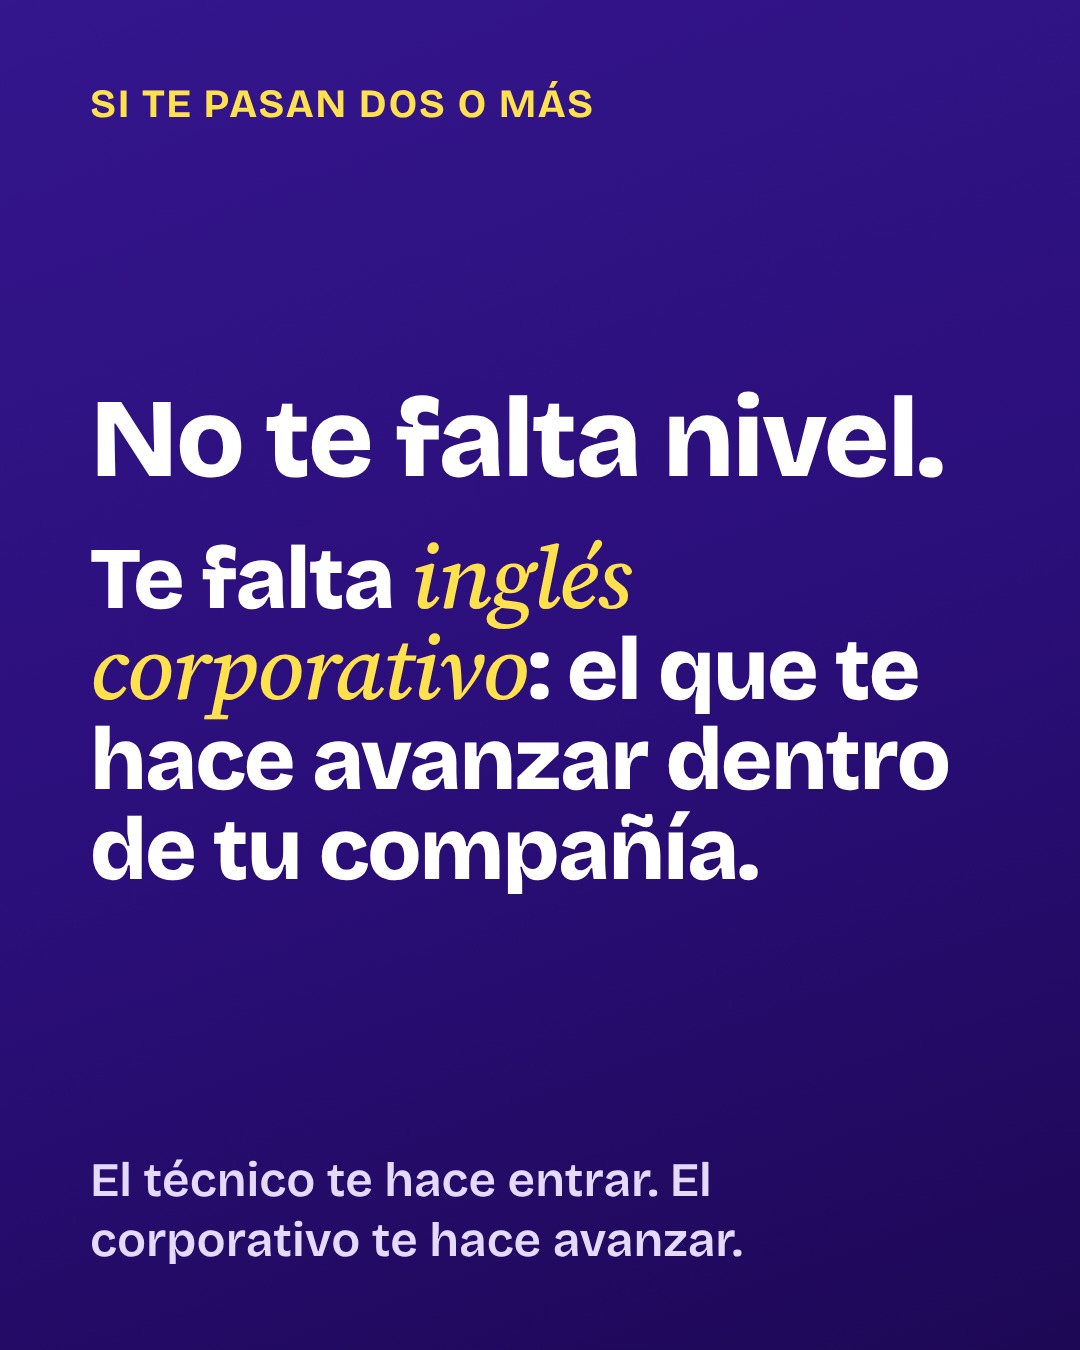 SI TE PASAN DOS O MÁS
No te falta nivel.
Te falta inglés
corporativo: el que te
hace avanzar dentro
de tu compañía.
El técnico te hace entrar. El
corporativo te hace avanzar.